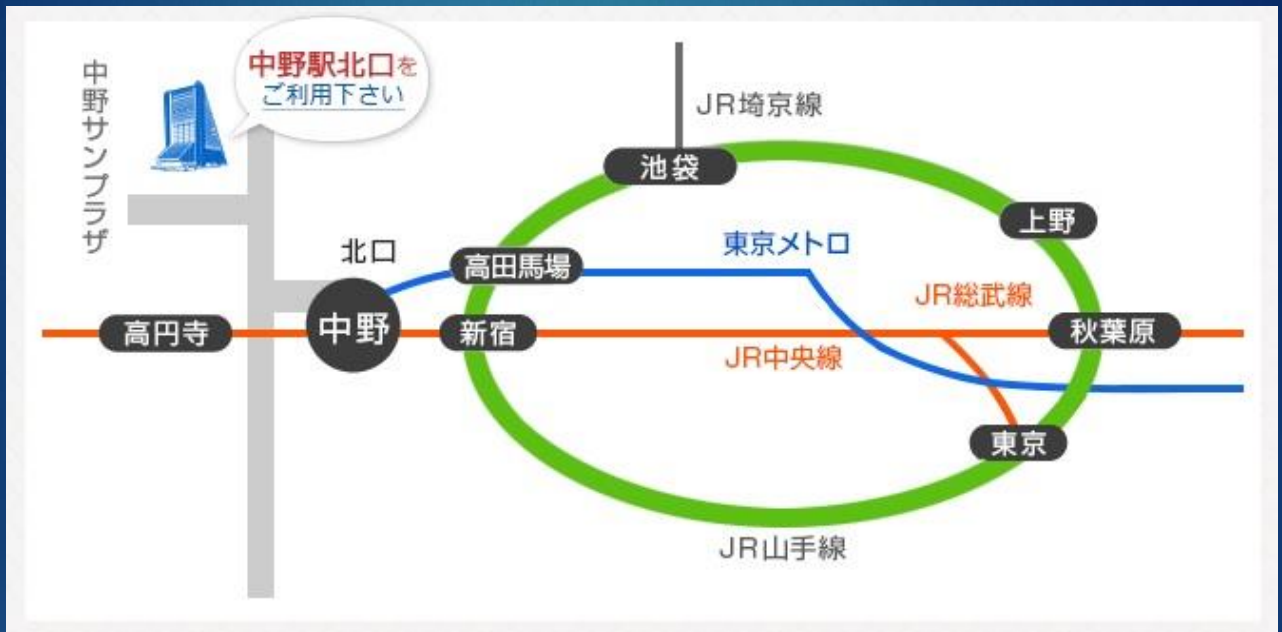 中野サンプラザ
中野駅北口を
ご利用下さい
JR埼京線
池袋
上野
北口
高田馬場
東京メトロ
JR総武線
高円寺
中野
新宿
JR中央線
秋葉原
東京
JR山手線